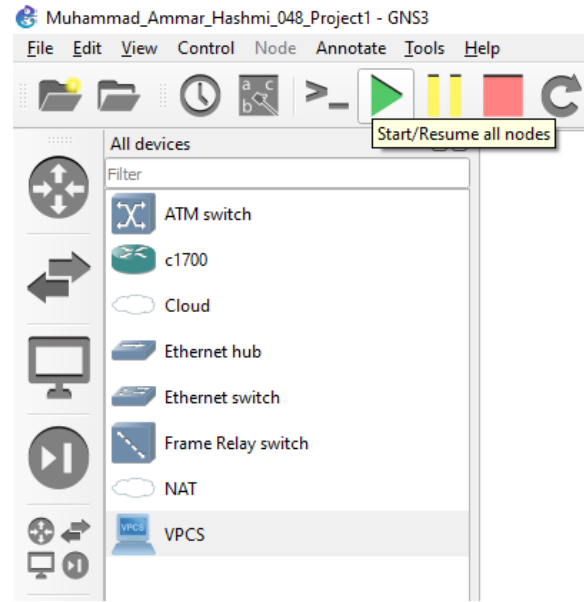 Muhammad_Ammar_Hashmi_048_Project1 - GNS3
File Edit View Control Node Annotate Tools Help
a c
b
>_
Start/Resume all nodes
All devices
Filter
ATM switch
c1700
Cloud
Ethernet hub
Ethernet switch
Frame Relay switch
NAT
VPCS
VPCS